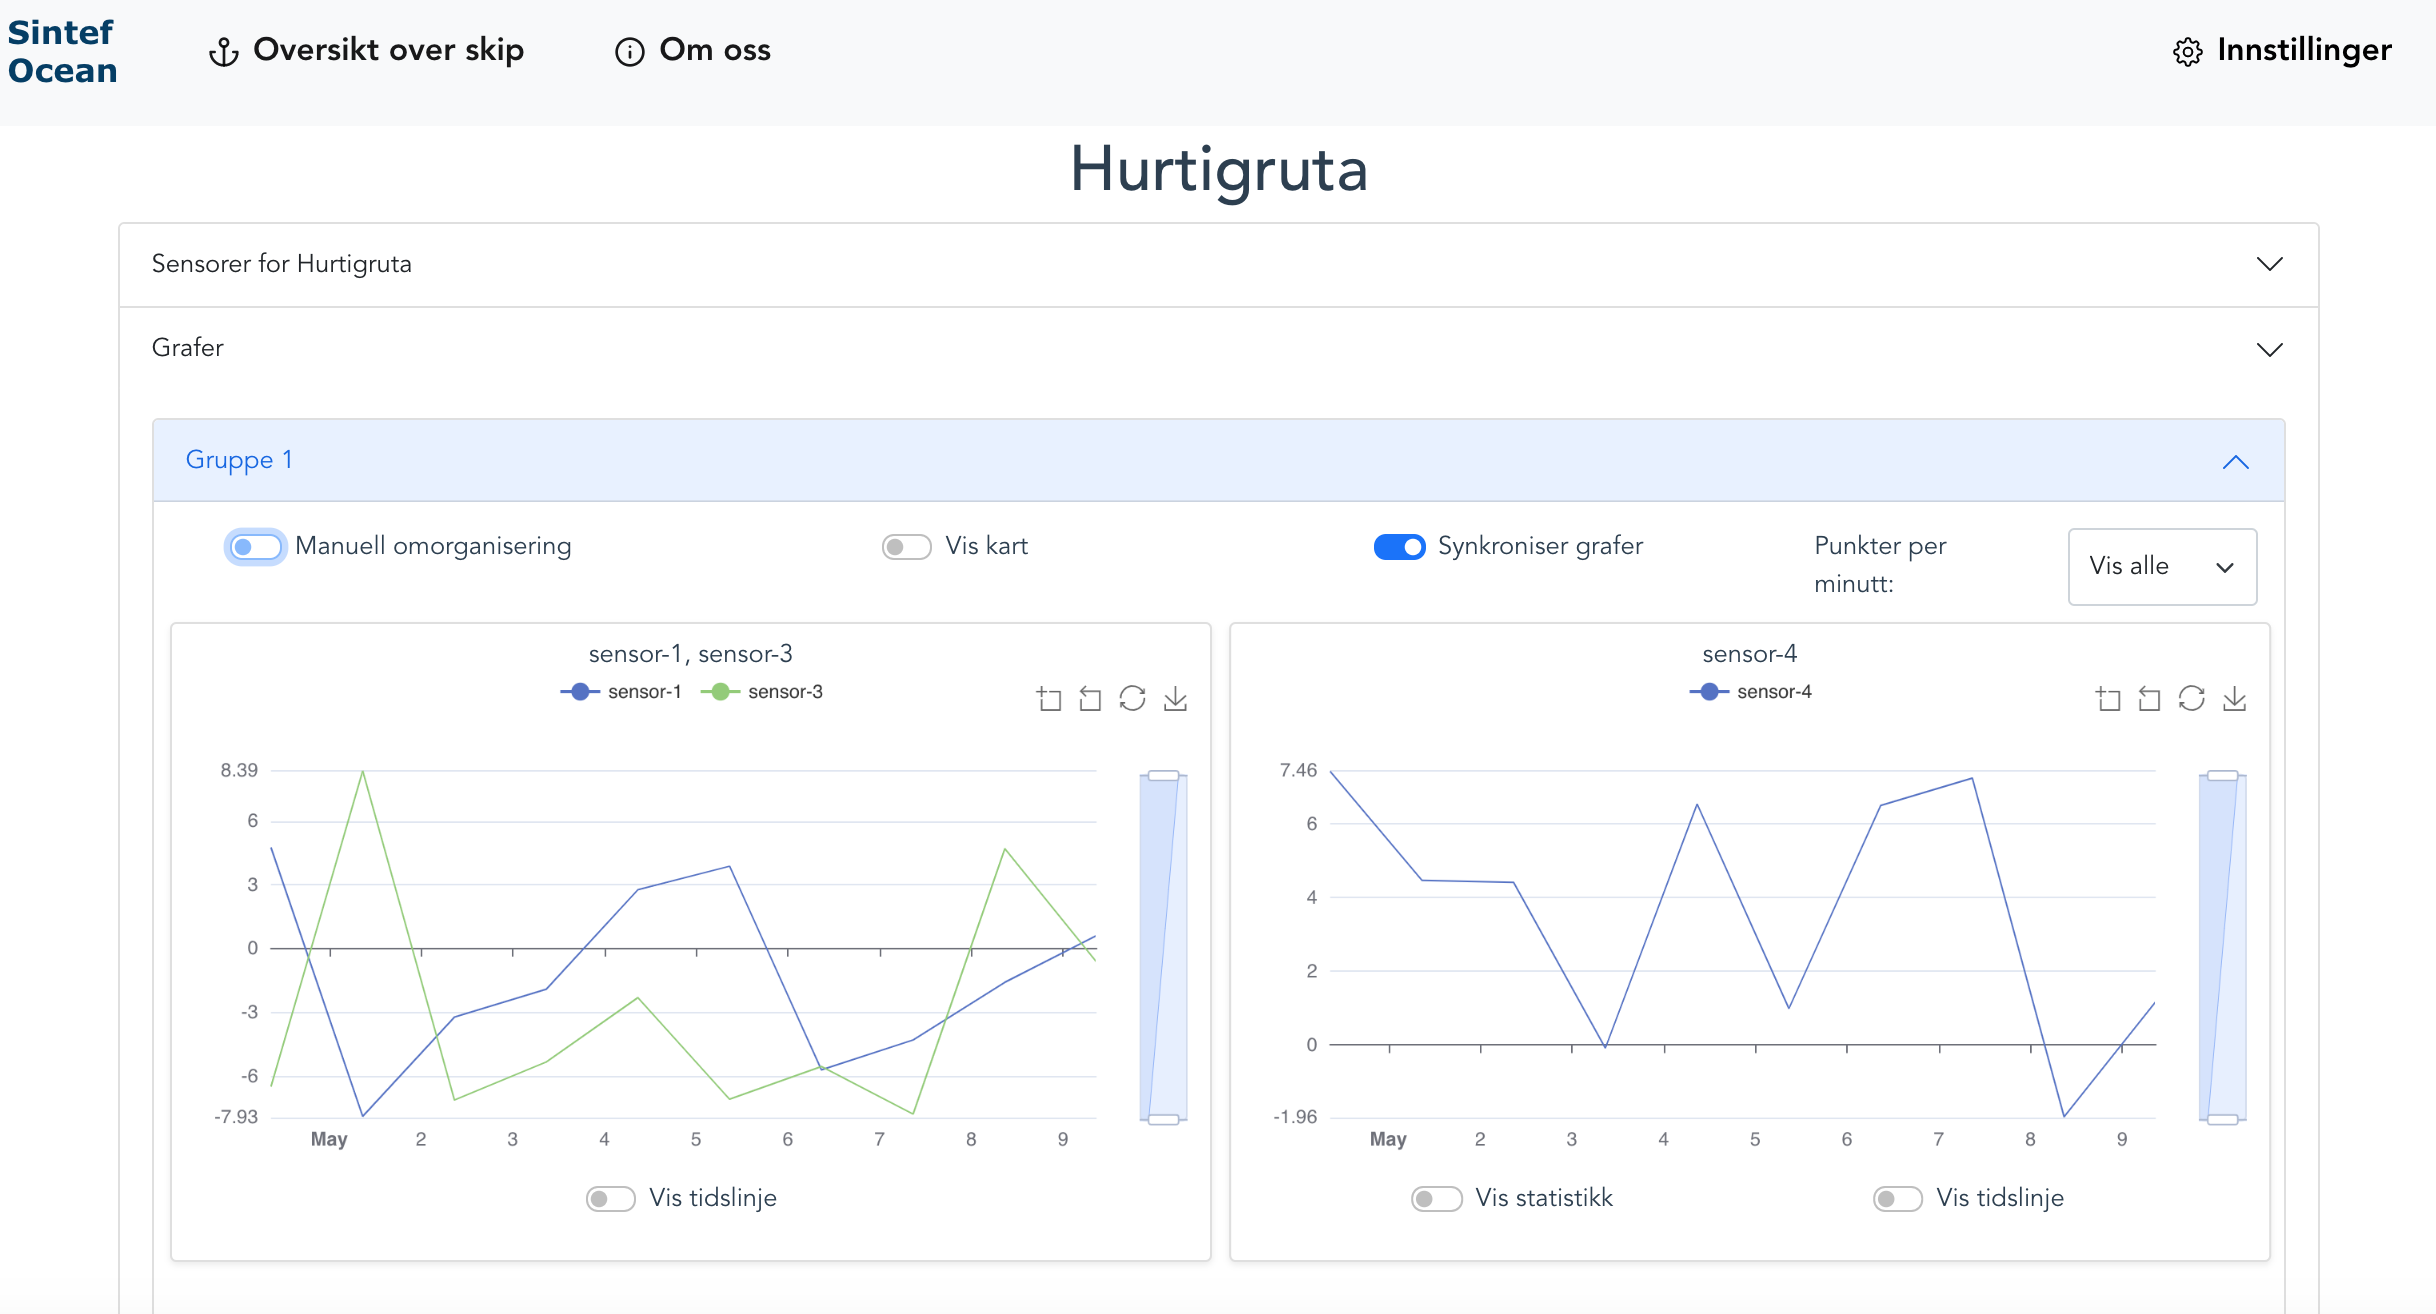 Sintef
Ocean
Oversikt over skip
Om oss
Innstillinger
Hurtigruta
Sensorer for Hurtigruta
Grafer
Gruppe 1
Manuell omorganisering
Vis kart
Synkroniser grafer
Punkter per
minutt:
Vis alle
sensor-1, sensor-3
sensor-1
sensor-3
8.39
6
3
0
-3
-6
-7.93
May 2 3 4 5 6 7 8 9
Vis tidslinje
sensor-4
sensor-4
7.46
6
4
2
0
-1.96
May 2 3 4 5 6 7 8 9
Vis statistikk
Vis tidslinje